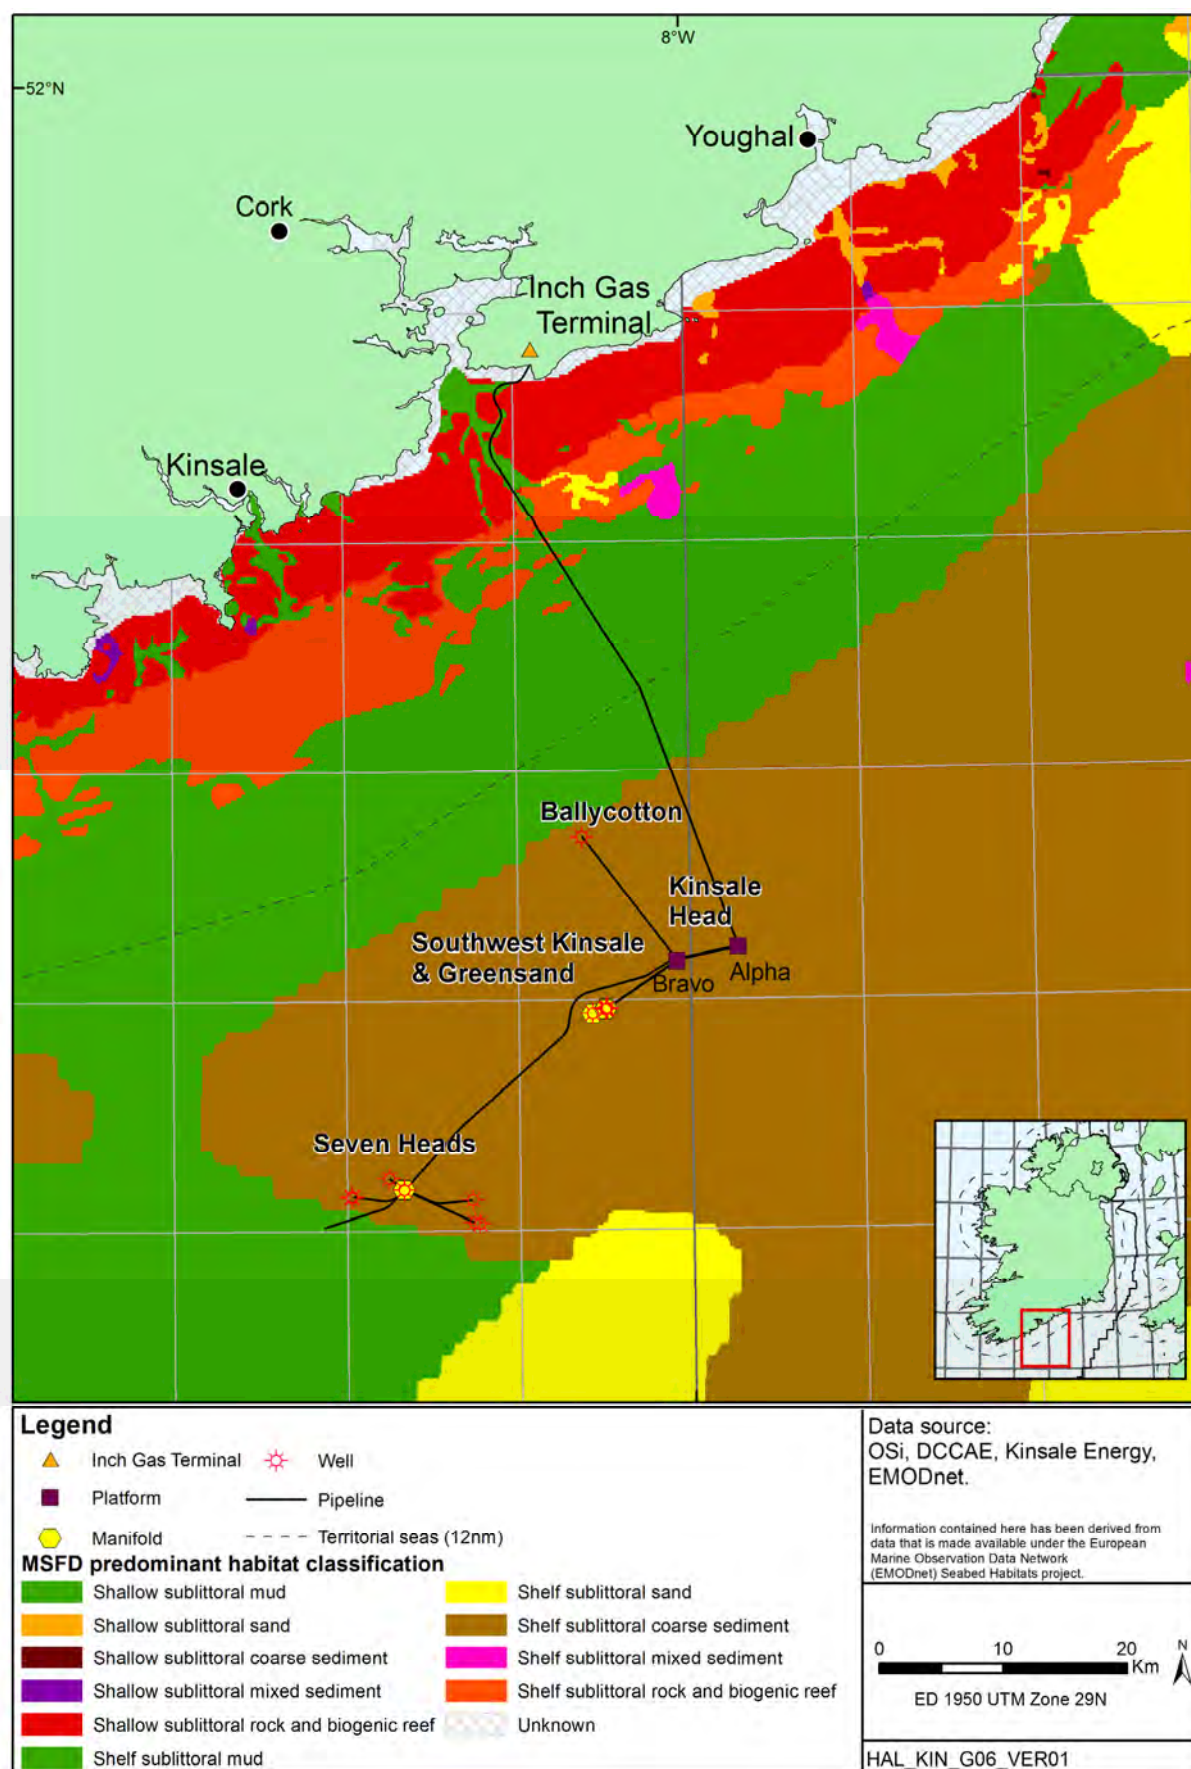 8°W
52°N
Youghal
Cork
Inch Gas
Terminal
Kinsale
Ballycotton
Kinsale
Head
Southwest Kinsale
& Greensand
Bravo
Alpha
Seven Heads
Legend
Inch Gas Terminal
Well
Platform
Pipeline
Manifold
Territorial seas (12nm)
MSFD predominant habitat classification
Shallow sublittoral mud
Shallow sublittoral sand
Shallow sublittoral coarse sediment
Shallow sublittoral mixed sediment
Shallow sublittoral rock and biogenic reef
Shelf sublittoral mud
Shelf sublittoral sand
Shelf sublittoral coarse sediment
Shelf sublittoral mixed sediment
Shelf sublittoral rock and biogenic reef
Unknown
Data source:
OSi, DCCAE, Kinsale Energy,
EMODnet.
Information contained here has been derived from
data that is made available under the European
Marine Observation Data Network
(EMODnet) Seabed Habitats project.
0 10 20
Km
N
ED 1950 UTM Zone 29N
HAL_KIN_G06_VER01